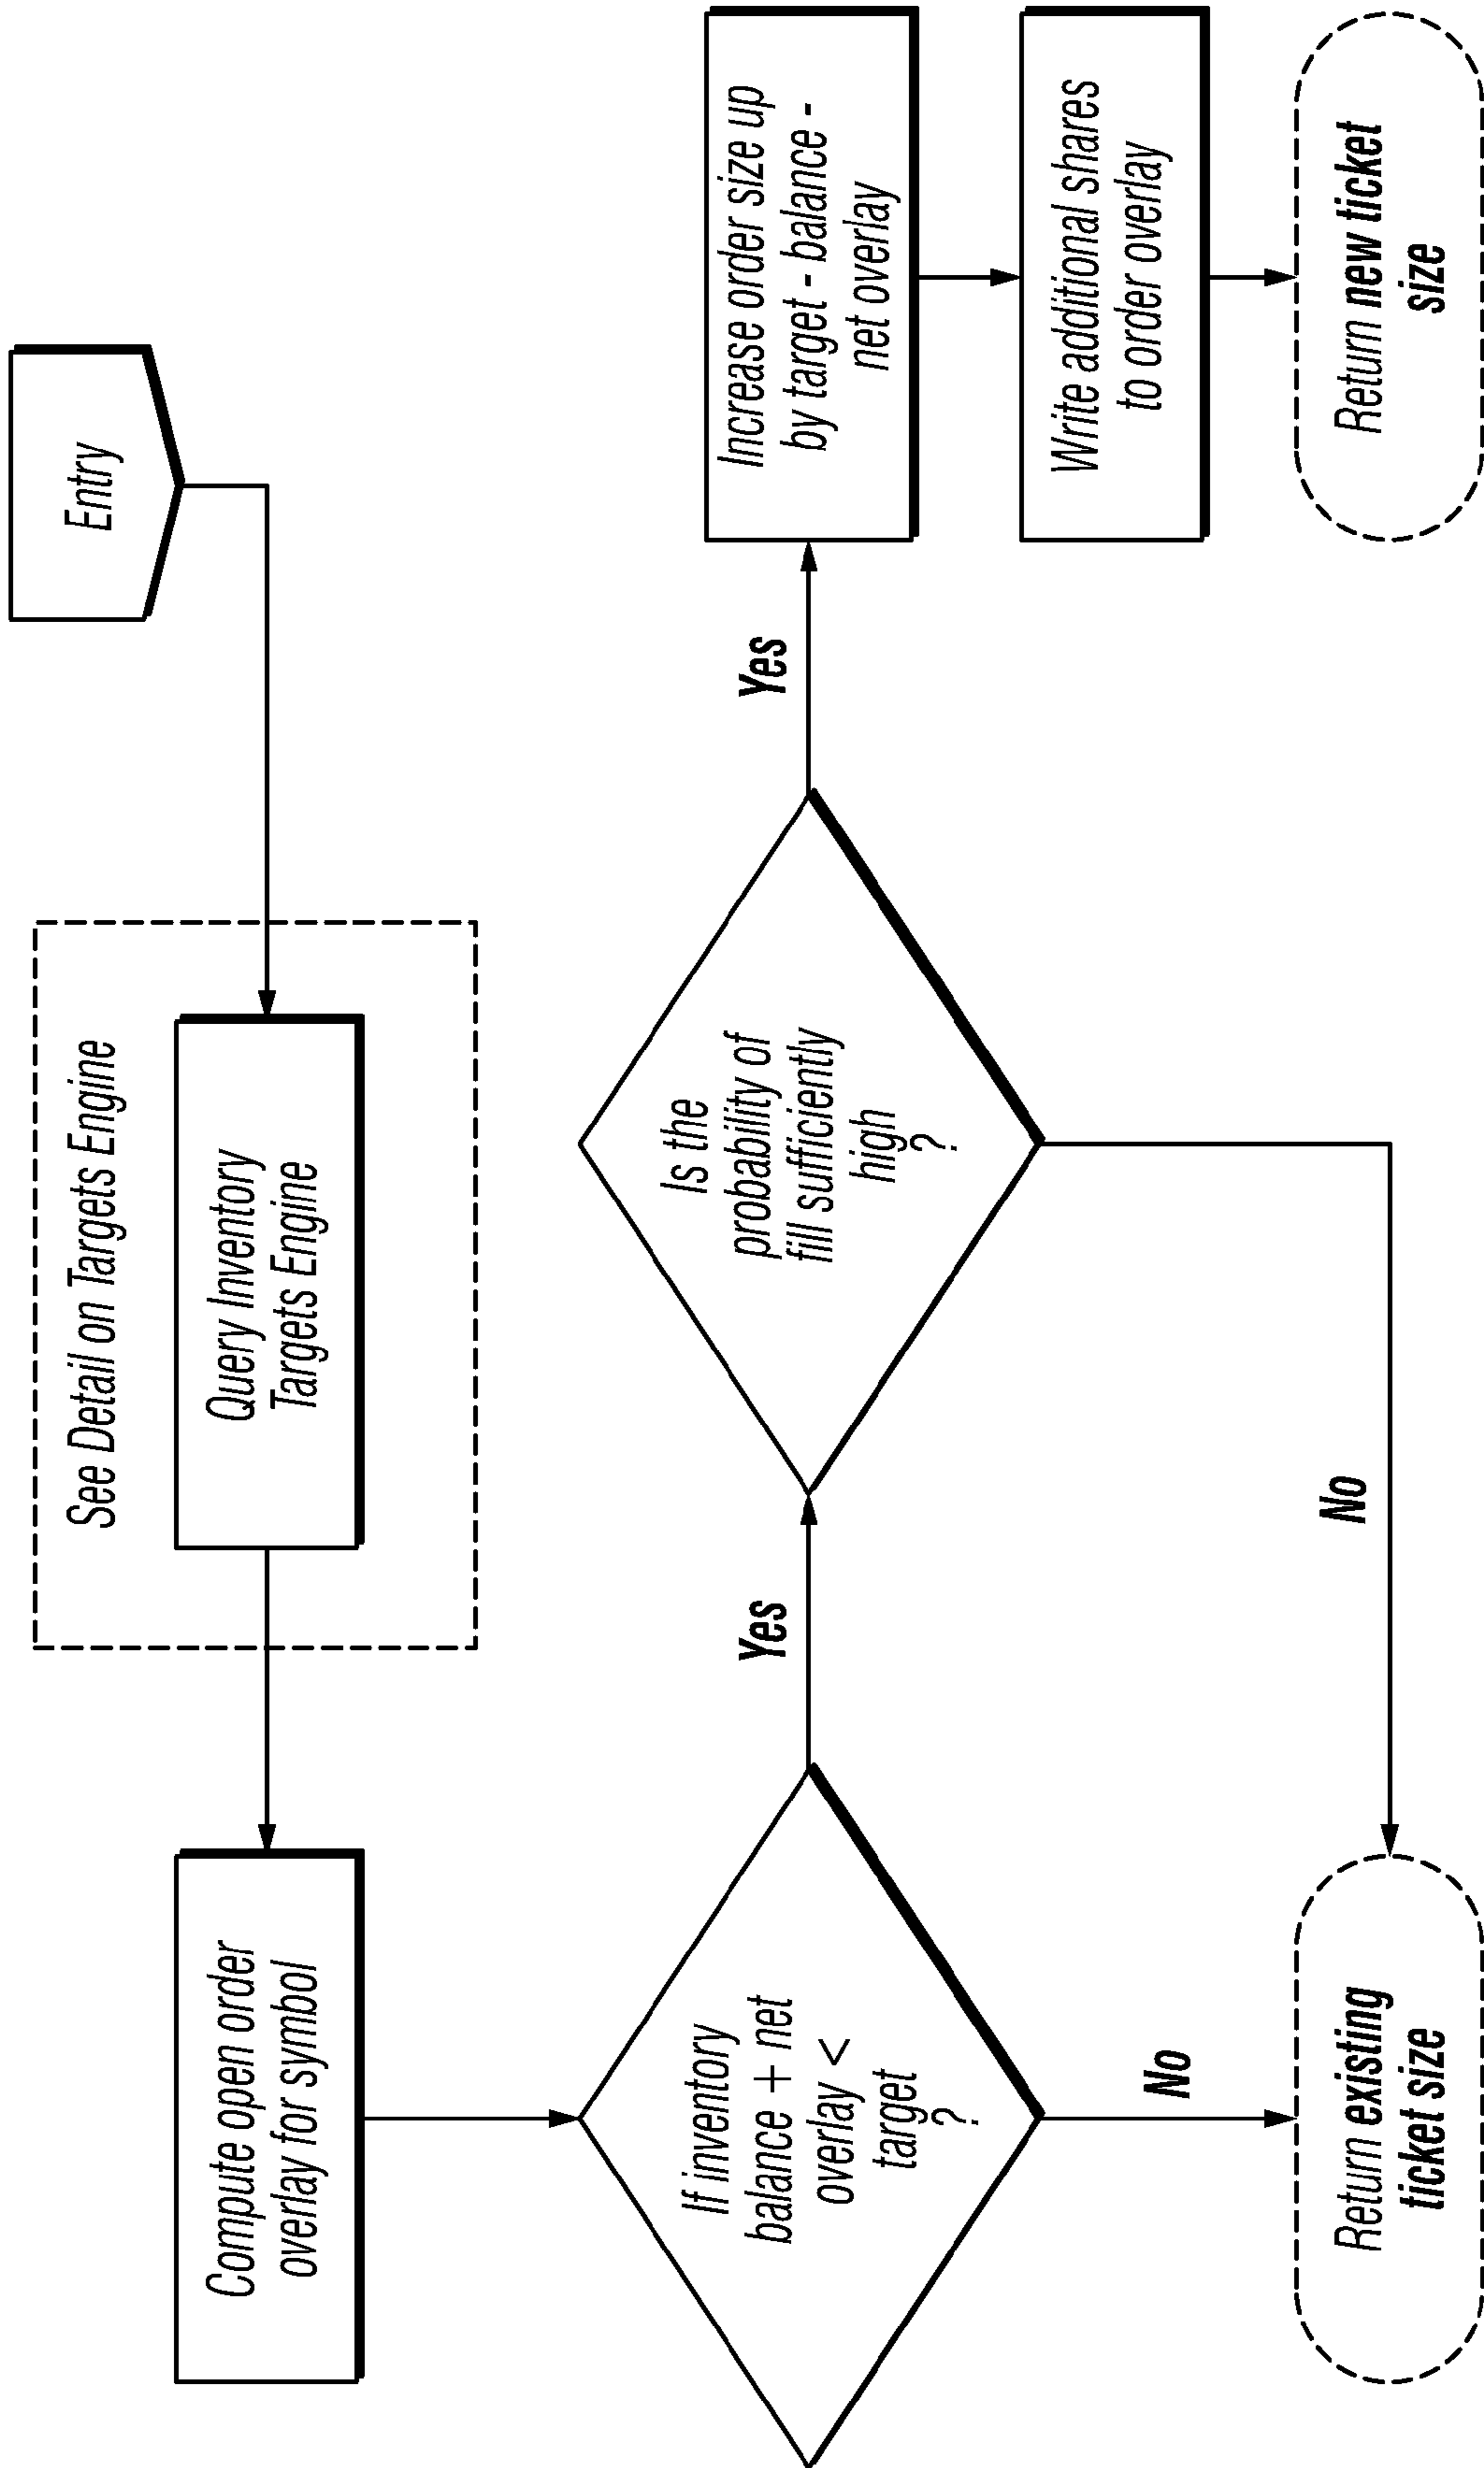 Entry
See Detail on Targets Engine
Query Inventory
Targets Engine
Compute open order
overlay for symbol
If inventory
balance + net
overlay <
target
?
Yes
No
Is the
probability of
fill sufficiently
high
?
Yes
No
Increase order size up
by target - balance -
net overlay
Write additional shares
to order overlay
Return existing
ticket size
Return new ticket
size